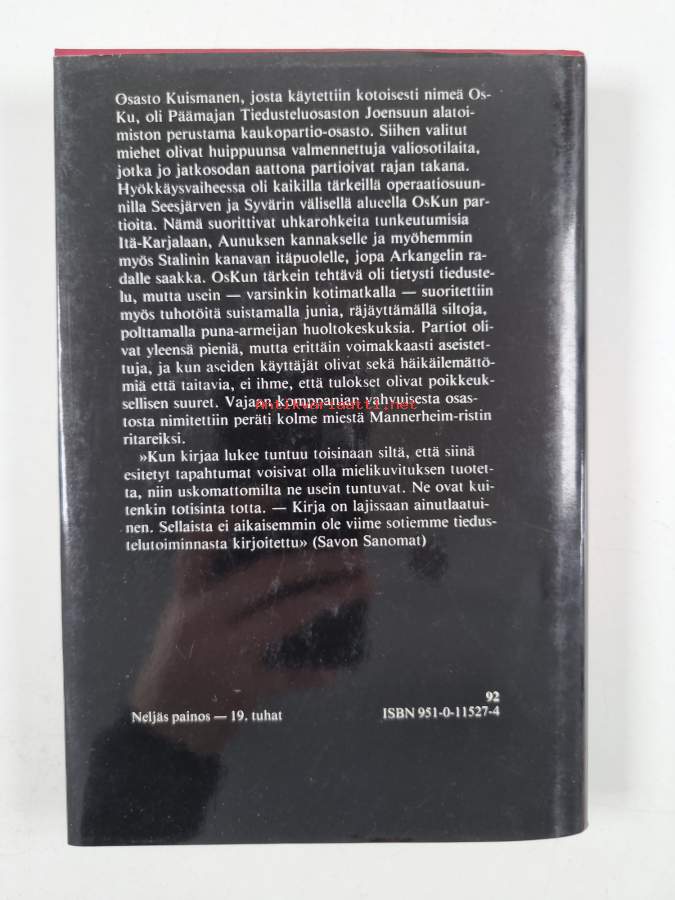 Osasto Kuismanen, josta käytettiin kotoisesti nimeä Os-
Ku, oli Päämajan Tiedusteluosaston Joensuun alatoi-
miston perustama kaukopartio-osasto. Siihen valitut
miehet olivat huippuunsa valmennettuja valiosotilaita,
jotka jo jatkosodan aattona partioivat rajan takana.
Hyökkäysvaiheessa oli kaikilla tärkeillä operaatiosuun-
nilla Seesjärven ja Syvärin välisellä alueella OsKun par-
tioita. Nämä suorittivat uhkarohkeita tunkeutumisia
Itä-Karjalaan, Aunuksen kannakselle ja myöhemmin
myös Stalinin kanavan itäpuolelle, jopa Arkangelin ra-
dalle saakka. OsKun tärkein tehtävä oli tietysti tieduste-
lu, mutta usein — varsinkin kotimatkalla — suoritettiin
myös tuhotöitä suistamalla junia, räjäyttämällä siltoja,
polttamalla puna-armeijan huoltokeskuksia. Partiot oli-
vat yleensä pieniä, mutta erittäin voimakkaasti aseistet-
tuja, ja kun aseiden käyttäjät olivat sekä häikäilemättö-
miä että taitavia, ei ihme, että tulokset olivat poikkeuk-
sellisen suuret. Vajaan komppanian vahvuisesta osas-
Antikvariaatti.net
tosta nimitettiin peräti kolme miestä Mannerheim-ristin
ritareiksi.
»Kun kirjaa lukee tuntuu toisinaan siltä, että siinä
esitetyt tapahtumat voisivat olla mielikuvituksen tuotet-
ta, niin uskomattomilta ne usein tuntuvat. Ne ovat kui-
tenkin totisinta totta. — Kirja on lajissaan ainutlaatui-
nen. Sellaista ei aikaisemmin ole viime sotiemme tiedus-
telutoiminnasta kirjoitettu» (Savon Sanomat)
92
Neljäs painos — 19. tuhat ISBN 951-0-11527-4